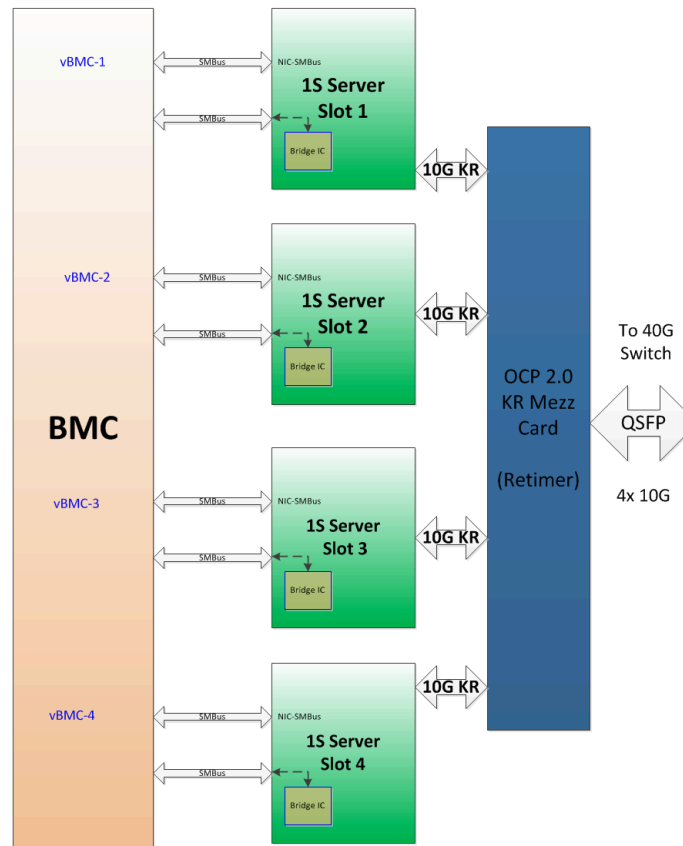 vBMC-1
SMBus
NIC-SMBus
1S Server
Slot 1
SMBus
Bridge IC
10G KR
vBMC-2
SMBus
NIC-SMBus
1S Server
Slot 2
SMBus
Bridge IC
10G KR
BMC
OCP 2.0
KR Mezz
Card
(Retimer)
To 40G
Switch
QSFP
4x 10G
vBMC-3
SMBus
NIC-SMBus
1S Server
Slot 3
SMBus
Bridge IC
10G KR
vBMC-4
SMBus
NIC-SMBus
1S Server
Slot 4
SMBus
Bridge IC
10G KR